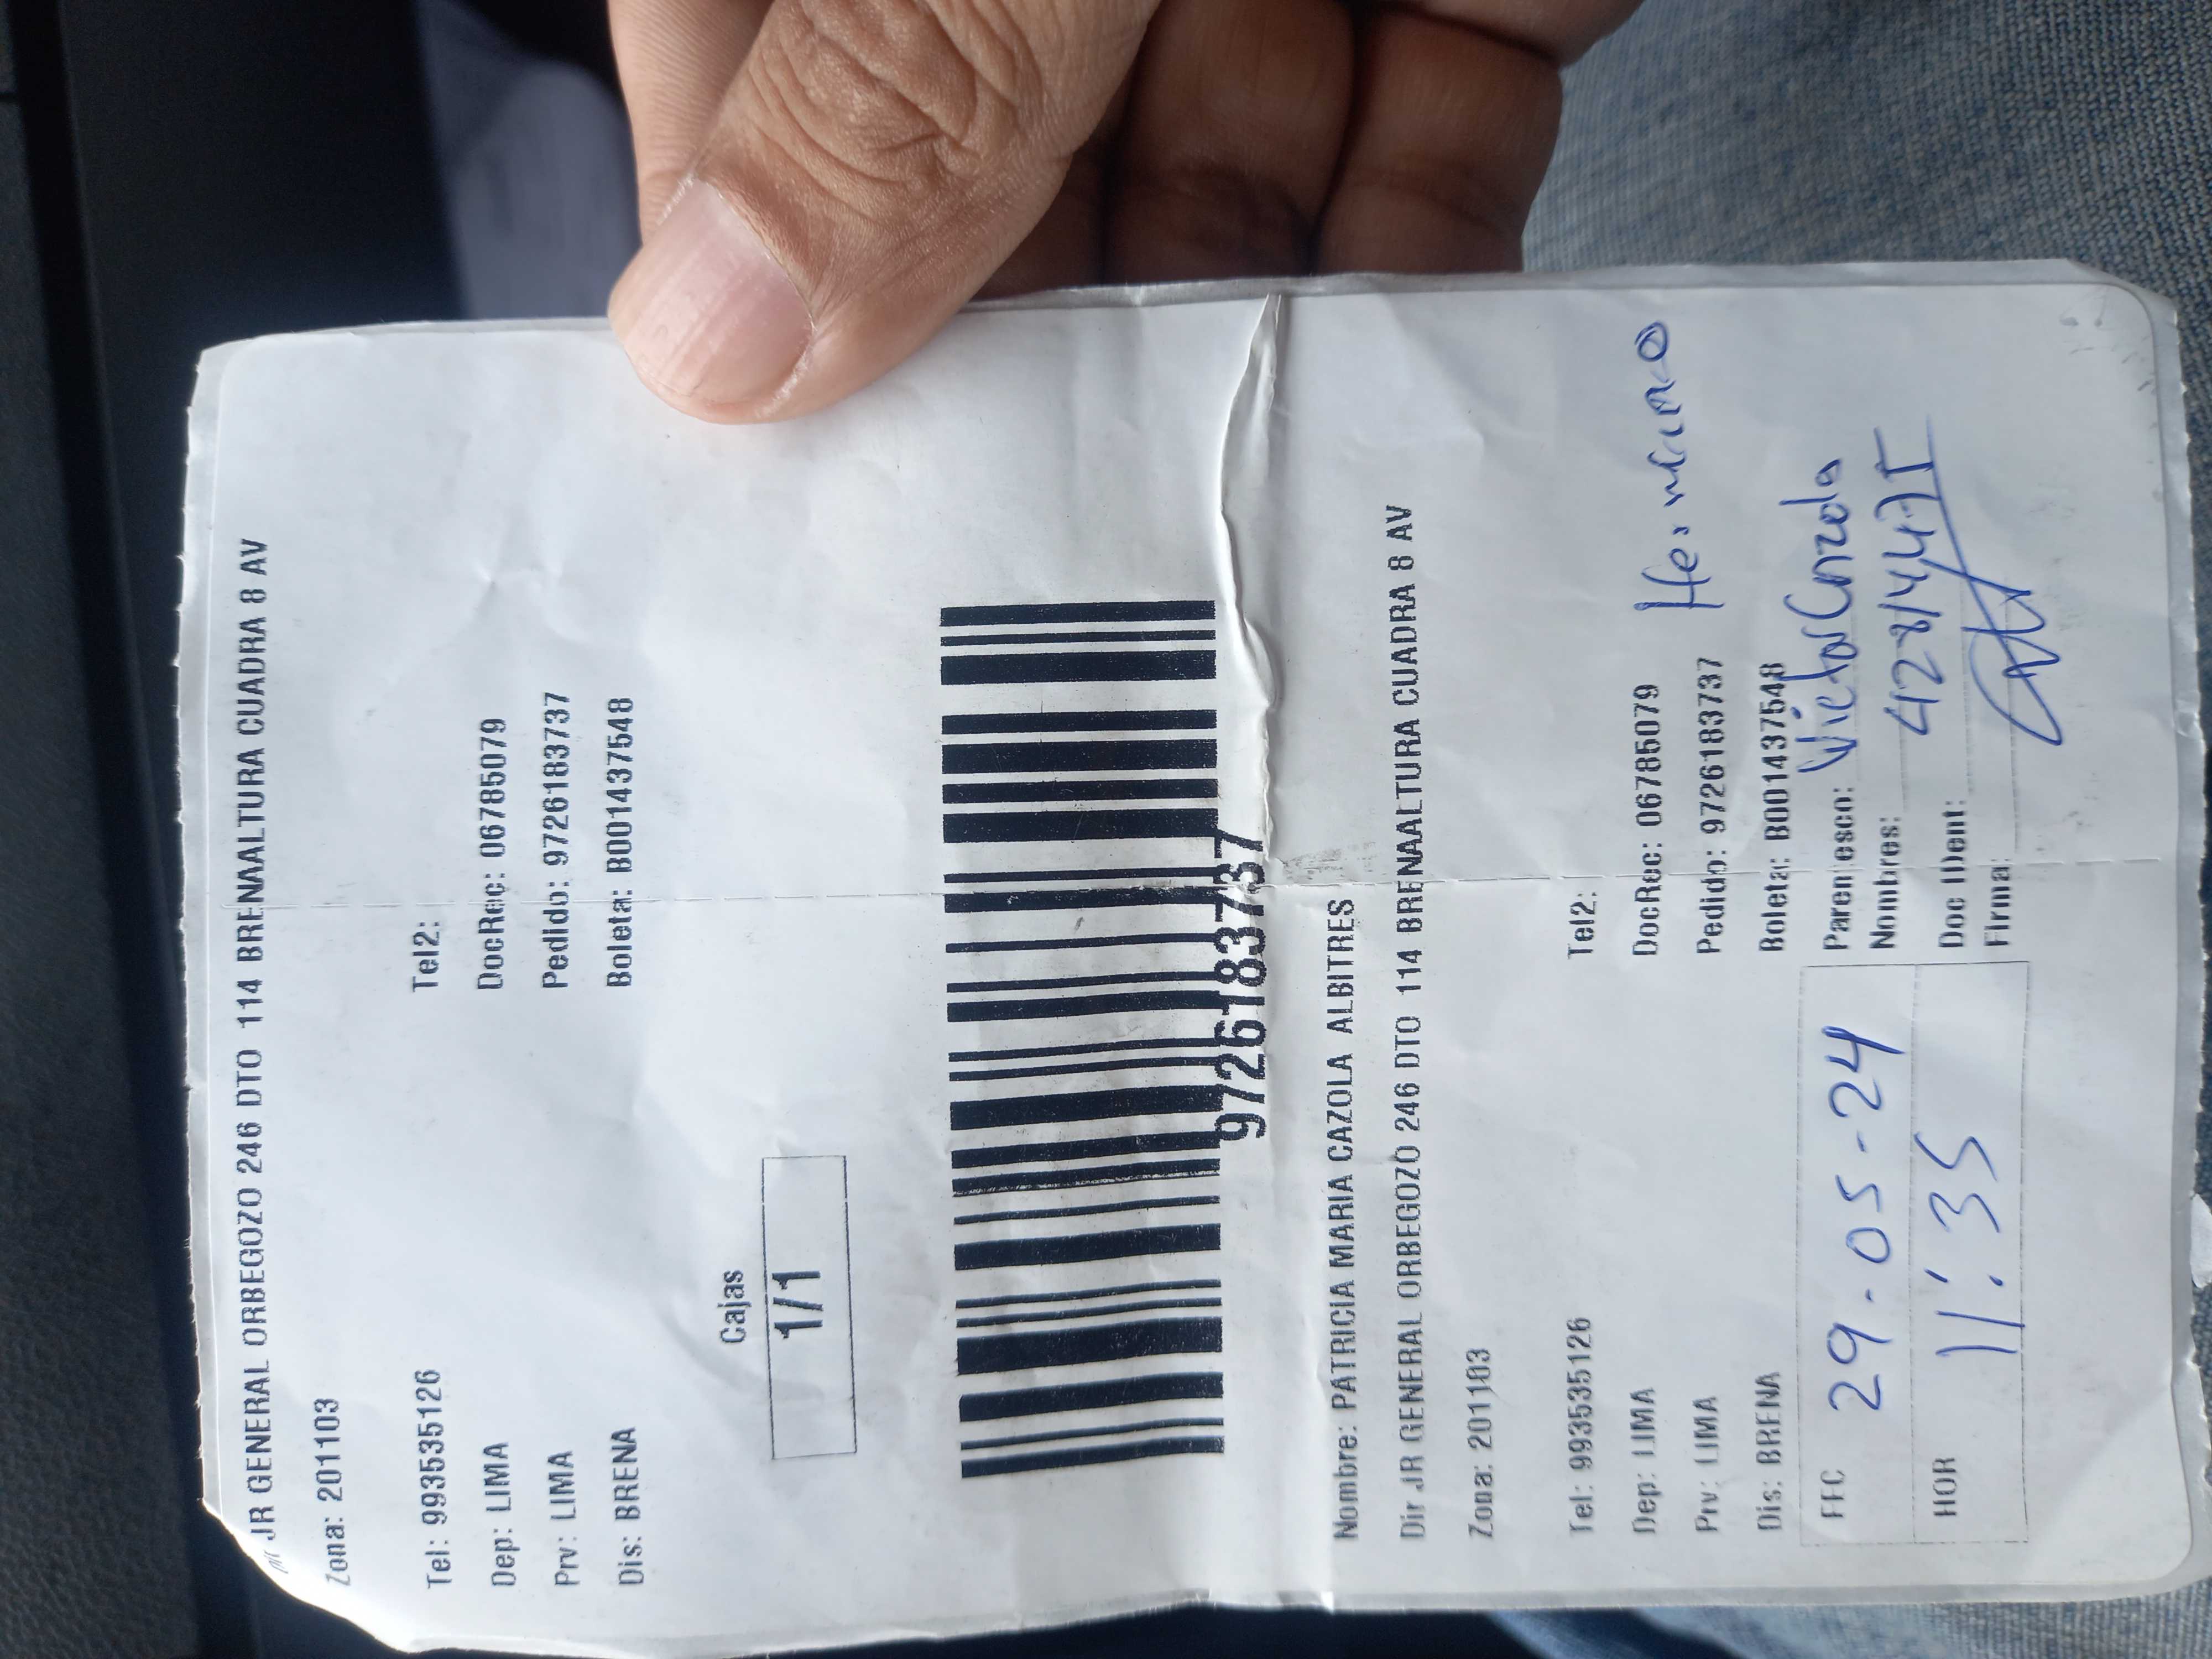 JR GENERAL ORBEGOZO 246 DTO 114 BRENAALTURA CUADRA 8 AV
Zona: 201103
Tel: 993535126 Tel2:
Dep: LIMA DocRec: 06785079
Prv: LIMA Pedido: 9726183737
Dis: BRENA Boleta: B001437548
Cajas
1/1
9726183737
Nombre: PATRICIA MARIA CAZOLA ALBITRES
Dir JR GENERAL ORBEGOZO 246 DTO 114 BRENAALTURA CUADRA 8 AV
Zona: 201103
Tel: 993535126 Tel2:
Dep: LIMA DocRec: 06785079 Hermano
Prv: LIMA Pedido: 9726183737
Dis: BRENA Boleta: B001437548
FEC 29-05-24 Parentesco: Victor Cazola
Nombres:
HOR 11:35 Doc Ident:
Firma: